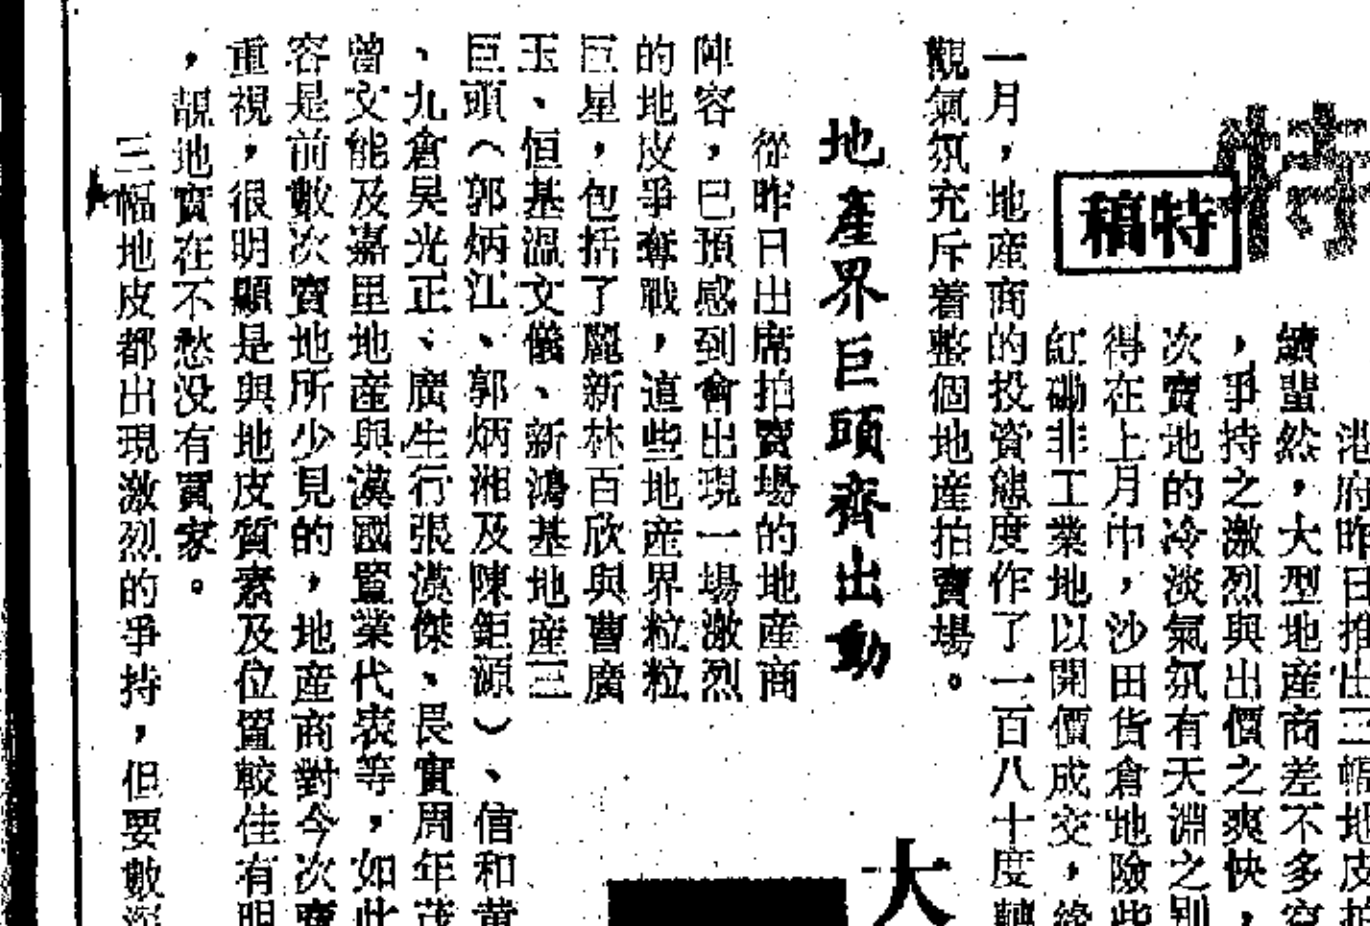 特稿
港府昨日推出三幅地皮拍
續墨然，大型地產商差不多
，爭持之激烈與出價之爽快，
次賣地的冷淡氣氛有天淵之別
得在上月中，沙田貨倉地險些
紅磡非工業地以開價成交，
一月，地產商的投資態度作了一百八十度轉
觀氣氛充斥着整個地產拍賣場。
地產界巨頭齊出動
從昨日出席拍賣場的地產商
陣容，已預感到會出現一場激烈
的地皮爭奪戰，這些地產界粒粒
巨星，包括了麗新林百欣與曹廣
玉、恒基溫文儀、新鴻基地產三
巨頭（郭炳江、郭炳湘及陳鉅源）、信和黃
、九倉吳光正、廣生行張漢傑、長實周年茂
曾文能及嘉里地產與漢國置業代表等，如此
容是前數次賣地所少見的，地產商對今次賣
重視，很明顯是與地皮質素及位置較佳有明
，靚地實在不愁没有買家。
三幅地皮都出現激烈的爭持，但要數深
大